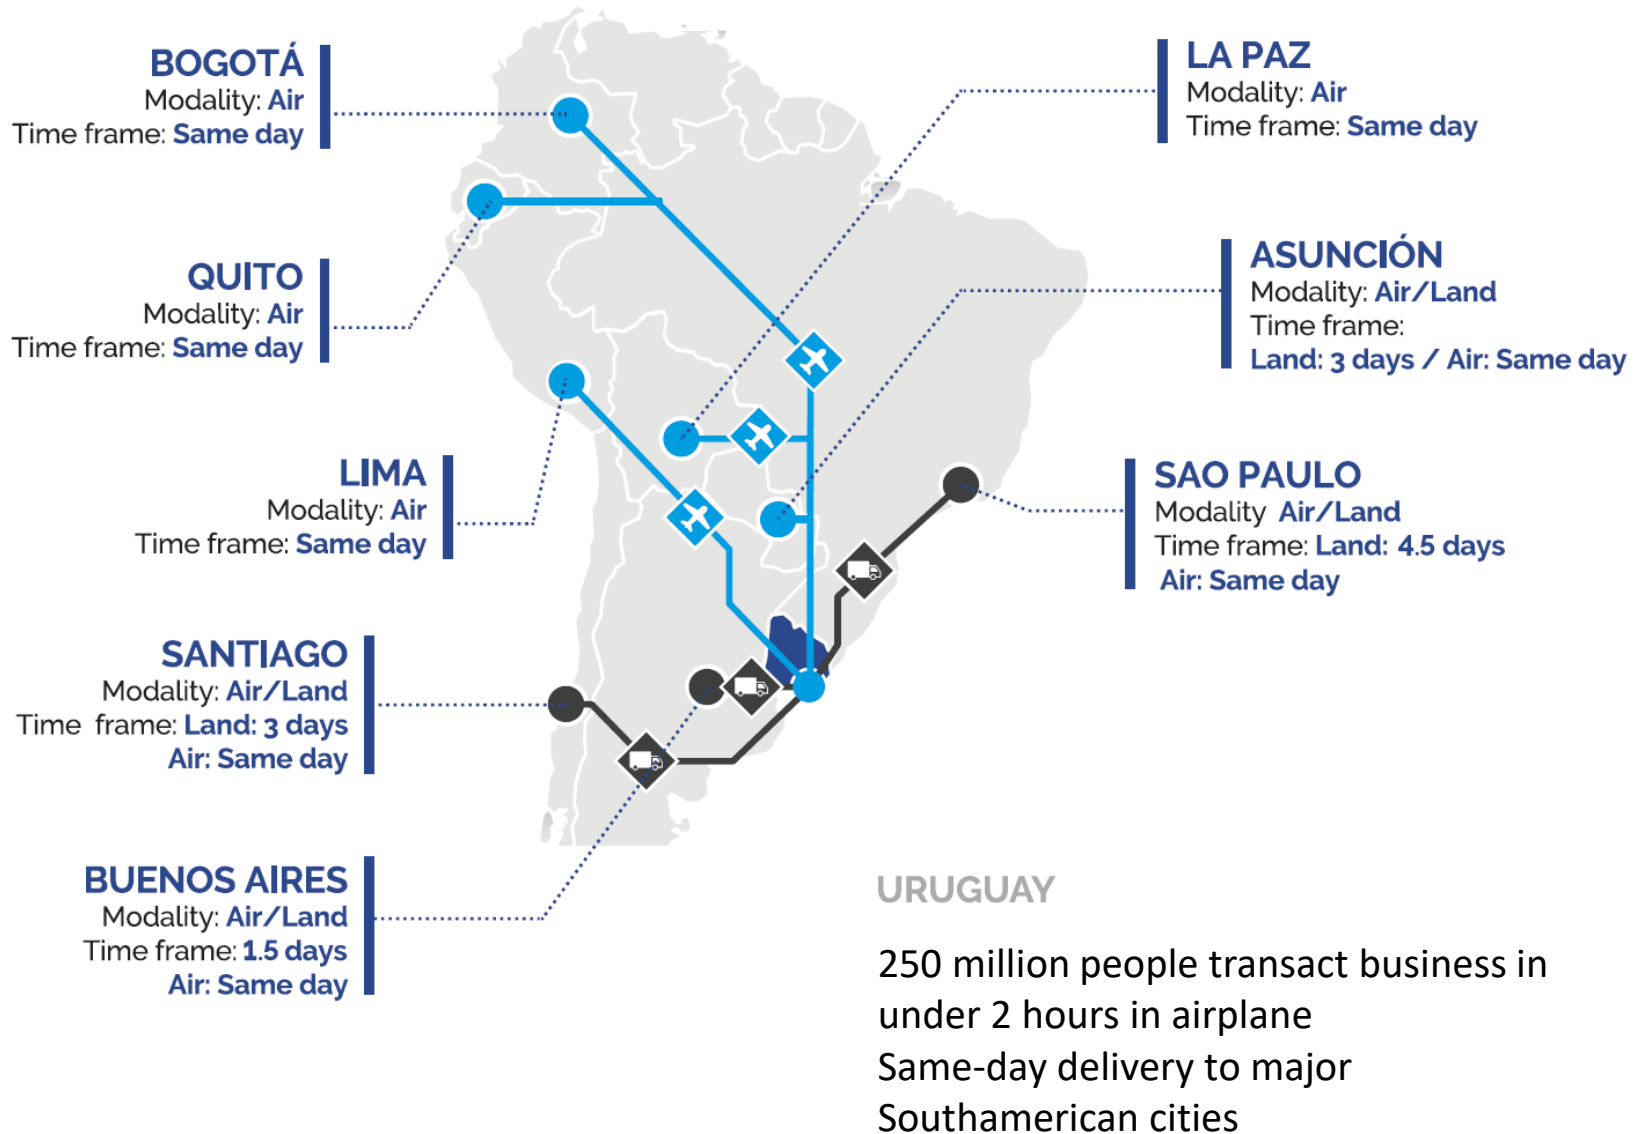 BOGOTÁ
Modality: Air
Time frame: Same day
LA PAZ
Modality: Air
Time frame: Same day
QUITO
Modality: Air
Time frame: Same day
ASUNCIÓN
Modality: Air/Land
Time frame:
Land: 3 days / Air: Same day
LIMA
Modality: Air
Time frame: Same day
SAO PAULO
Modality Air/Land
Time frame: Land: 4.5 days
Air: Same day
SANTIAGO
Modality: Air/Land
Time frame: Land: 3 days
Air: Same day
BUENOS AIRES
Modality: Air/Land
Time frame: 1.5 days
Air: Same day
URUGUAY
250 million people transact business in
under 2 hours in airplane
Same-day delivery to major
Southamerican cities